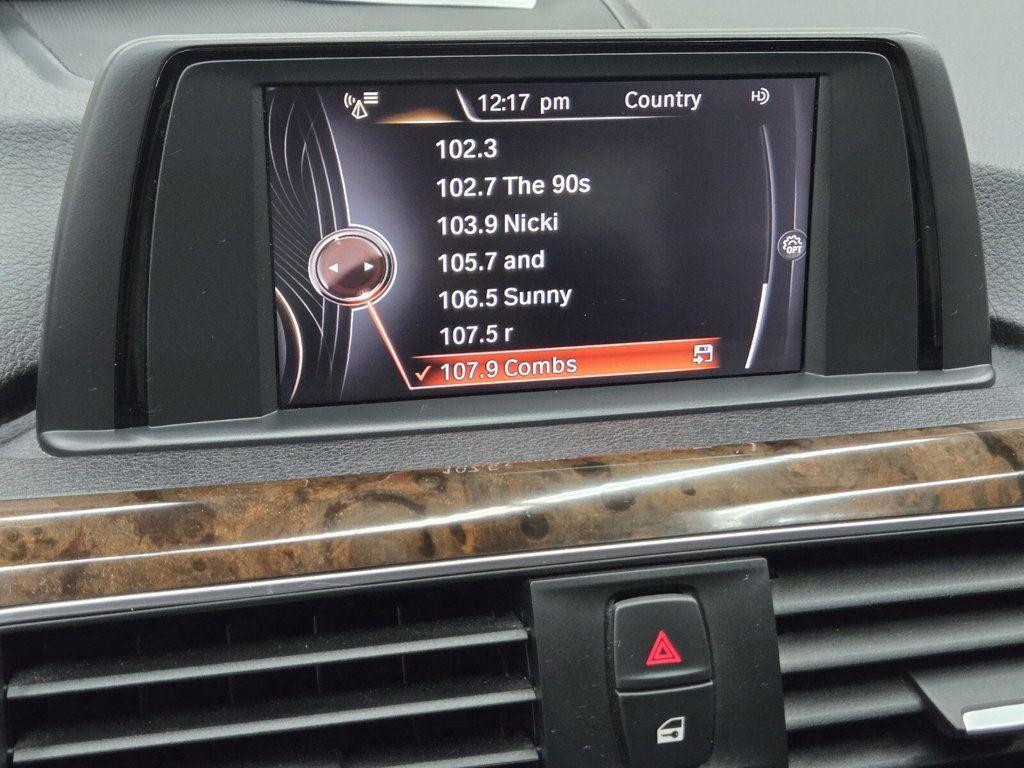 12:17 pm Country HD
102.3
102.7 The 90s
103.9 Nicki
105.7 and
106.5 Sunny
107.5 r
107.9 Combs
OPT